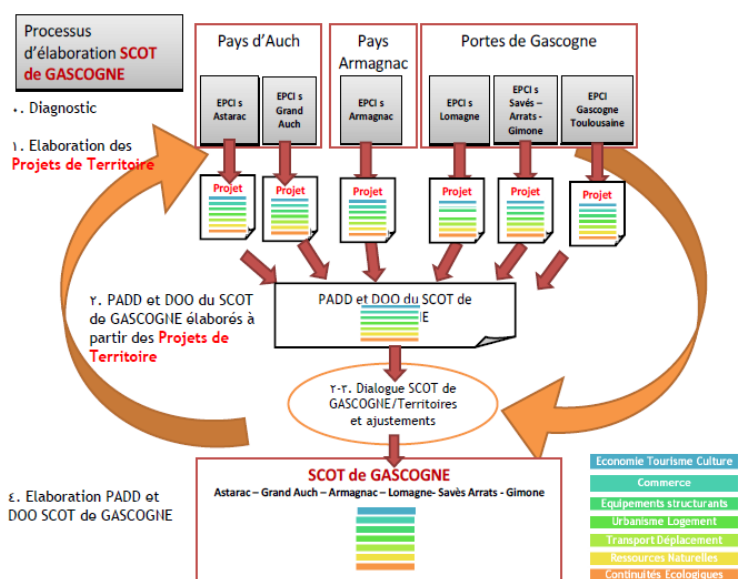 Processus
d'élaboration SCOT
de GASCOGNE
Pays d'Auch
Pays
Armagnac
Portes de Gascogne
EPCI s
Astarac
EPCI s
Grand
Auch
EPCI s
Armagnac
EPCI s
Lomagne
EPCI s
Savés –
Arrats -
Gimone
EPCI
Gascogne
Toulousaine
٠. Diagnostic
١. Elaboration des
Projets de Territoire
Projet
Projet
Projet
Projet
Projet
Projet
٢. PADD et DOO du SCOT
de GASCOGNE élaborés à
partir des Projets de
Territoire
PADD et DOO du SCOT de
NE
٢-٣. Dialogue SCOT de
GASCOGNE/Territoires
et ajustements
٤. Elaboration PADD et
DOO SCOT de GASCOGNE
SCOT de GASCOGNE
Astarac – Grand Auch – Armagnac – Lomagne- Savès Arrats - Gimone
Economie Tourisme Culture
Commerce
Equipements structurants
Urbanisme Logement
Transport Déplacement
Ressources Naturelles
Continuités Ecologiques